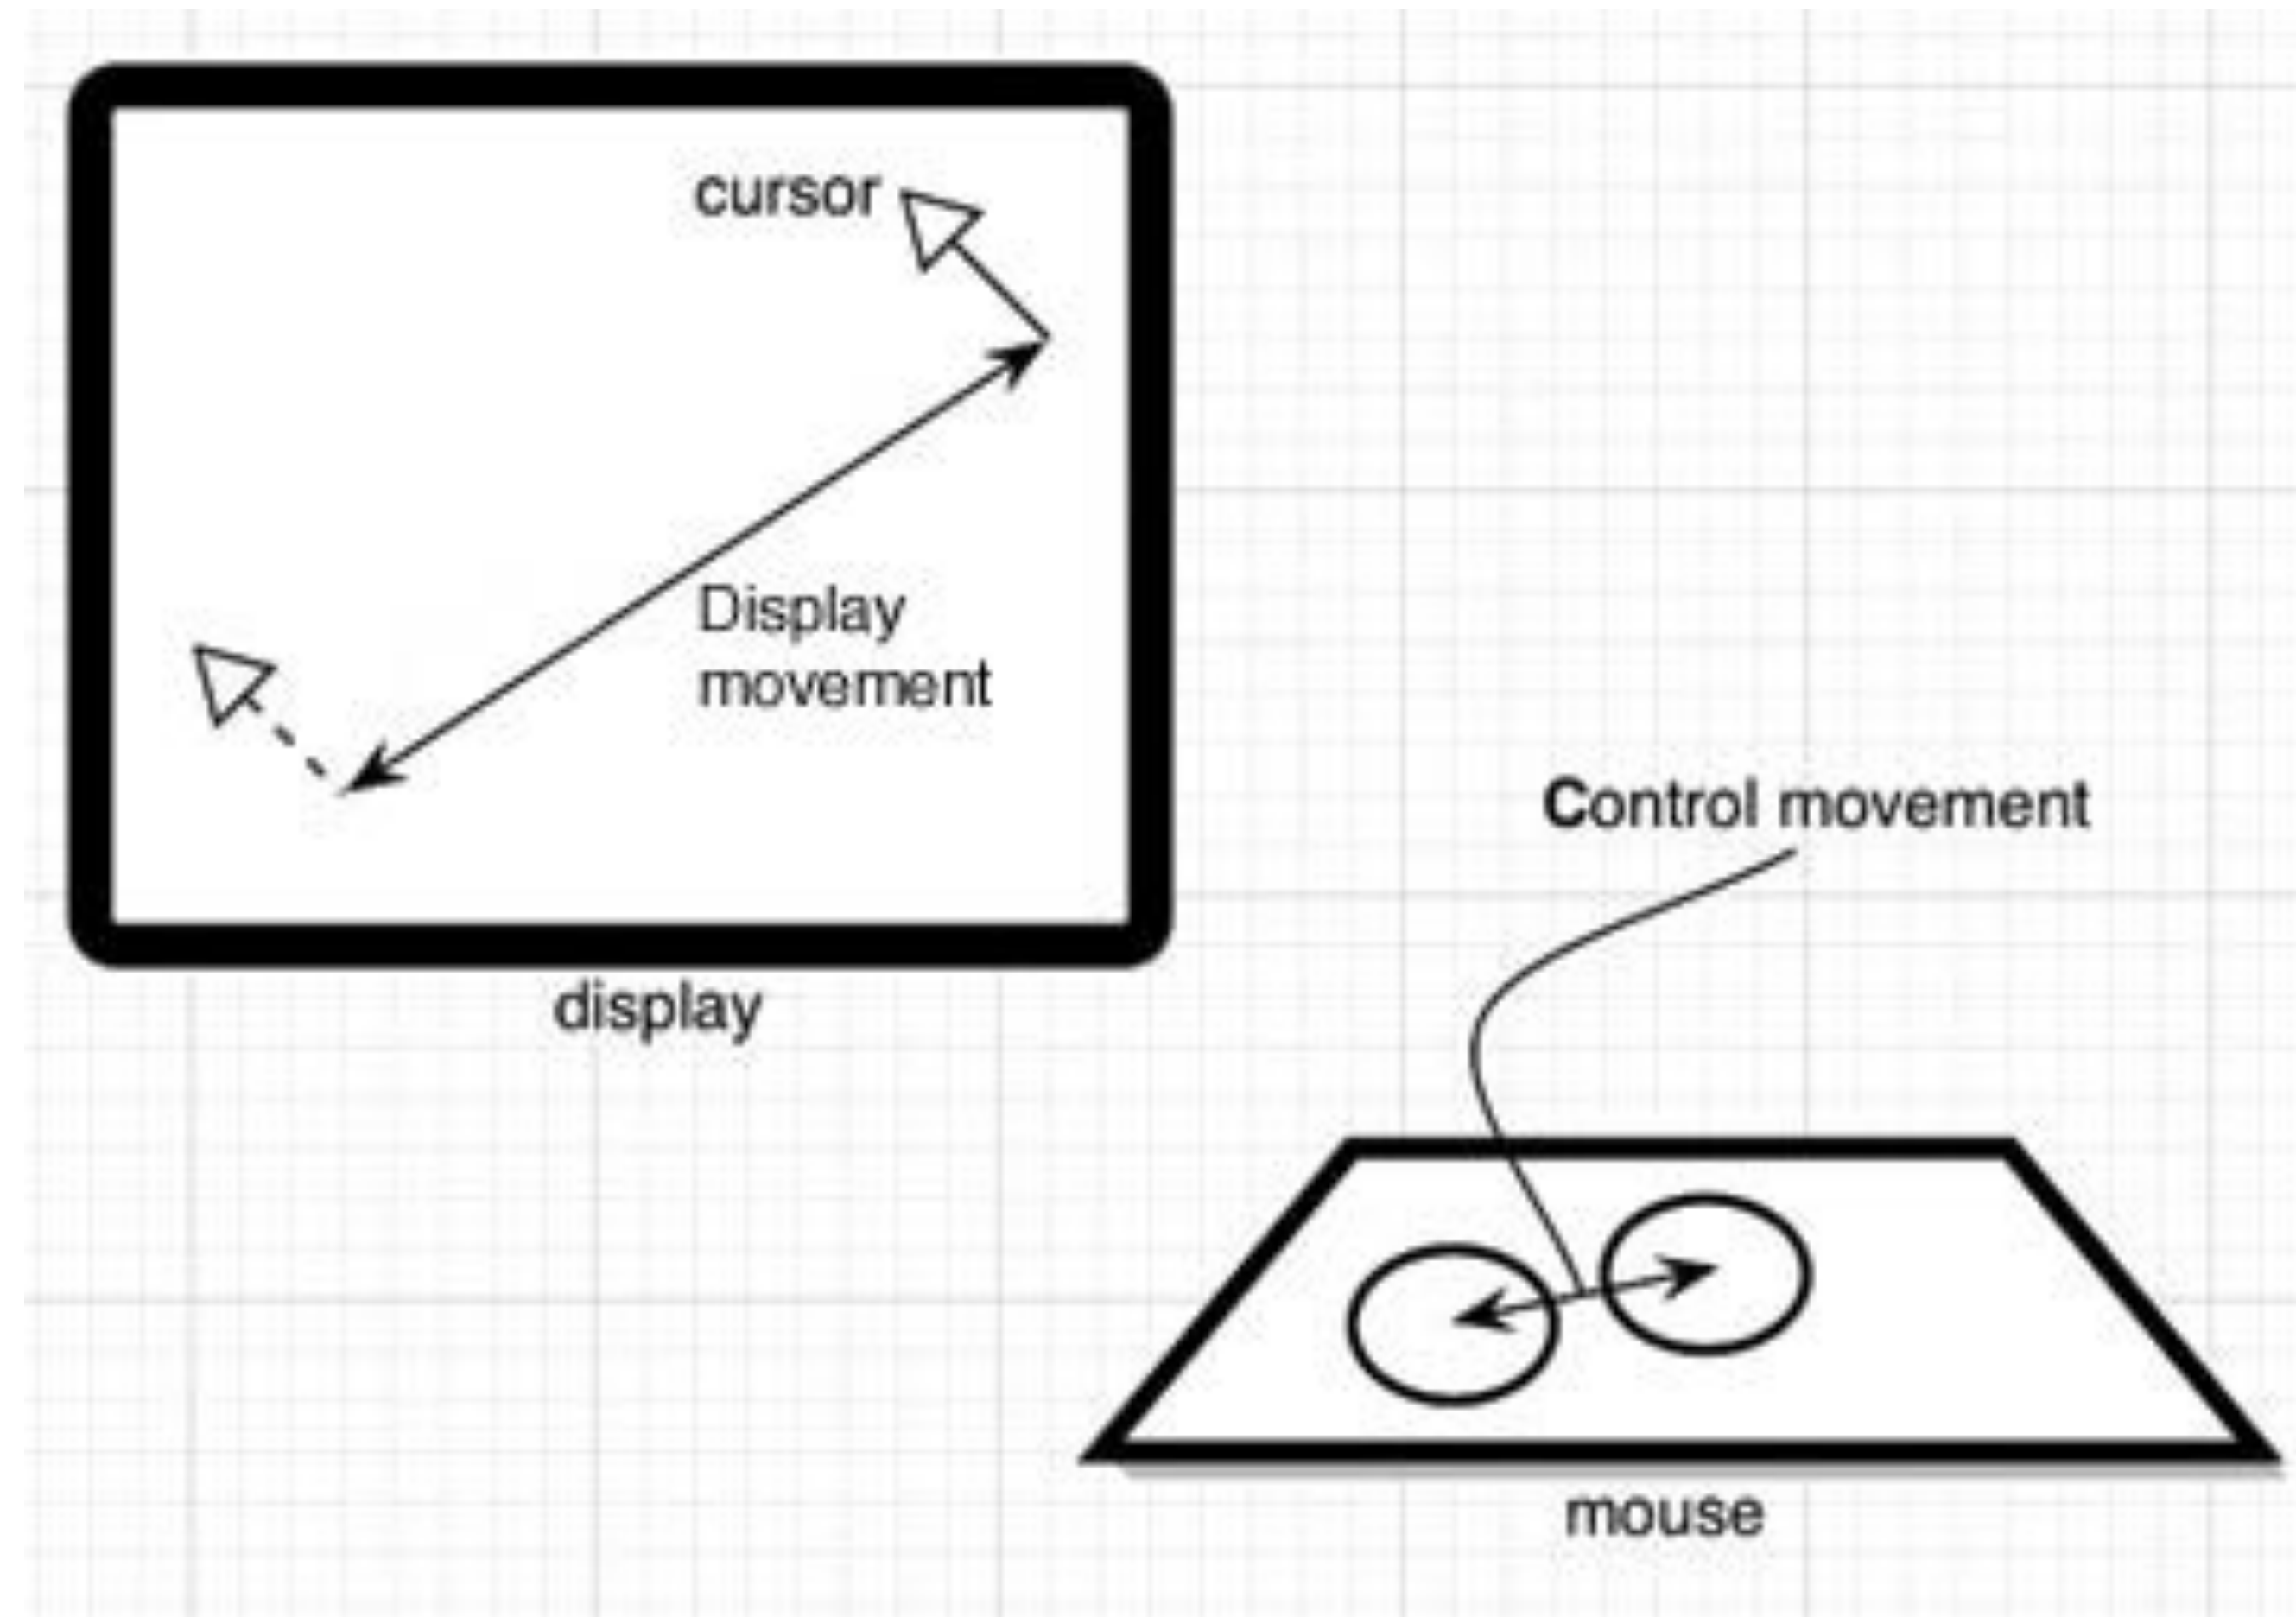 cursor
Display
movement
display
Control movement
mouse